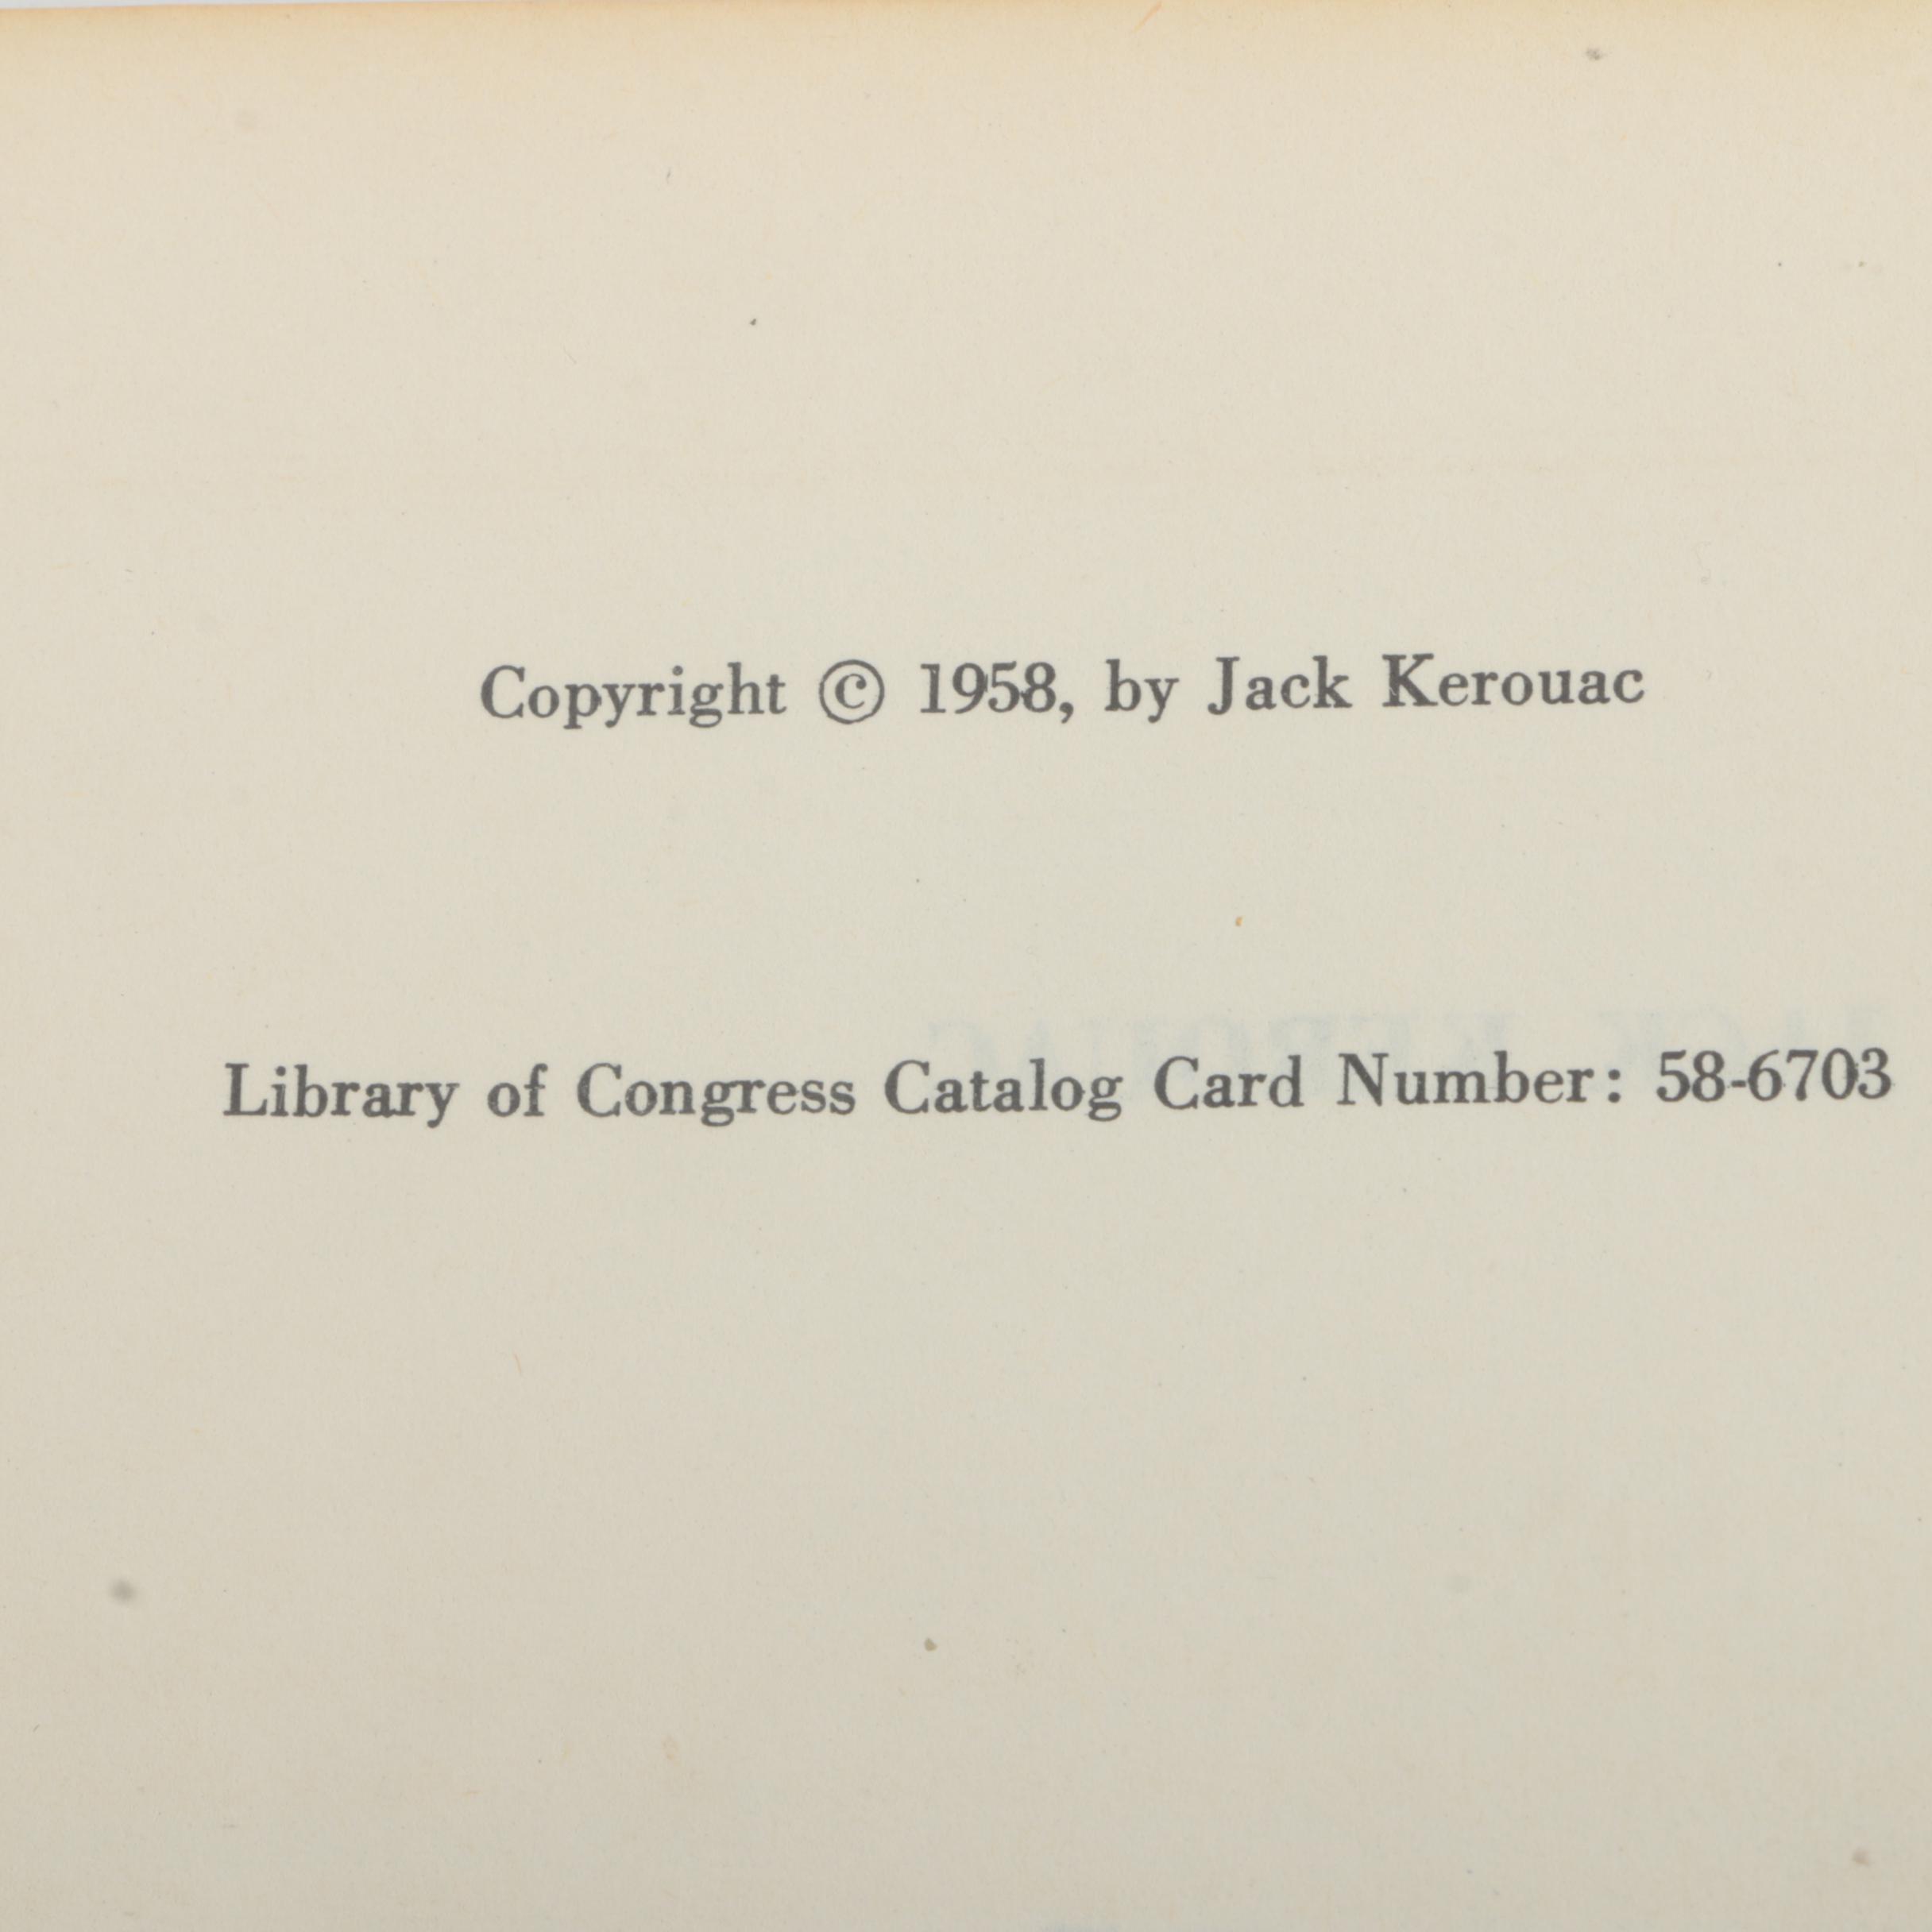 Copyright © 1958, by Jack Kerouac
Library of Congress Catalog Card Number: 58-6703